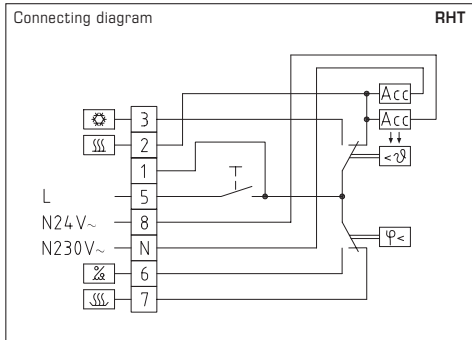 Connecting diagram RHT
Acc
3 Acc
2
1 <ϑ
L 5
N24V~ 8
N230V~ N φ<
% 6
7